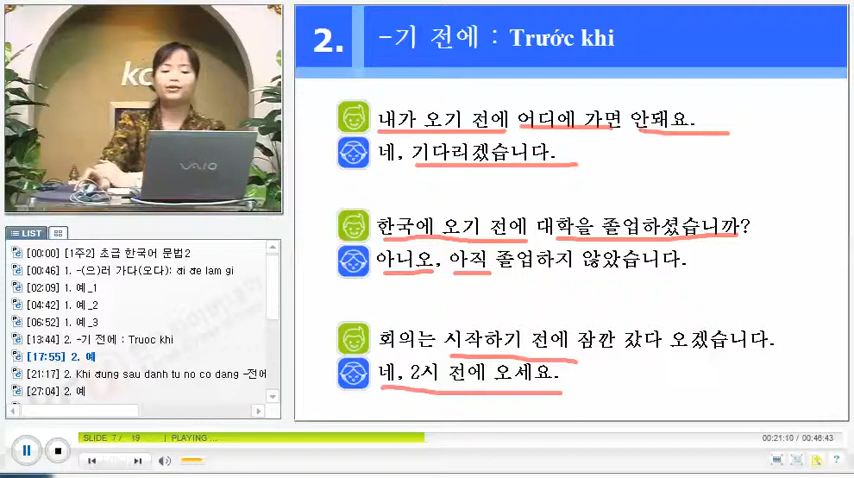 kc
VAIO
2. -기 전에 : Trước khi
내가 오기 전에 어디에 가면 안돼요.
네, 기다리겠습니다.
한국에 오기 전에 대학을 졸업하셨습니까?
아니오, 아직 졸업하지 않았습니다.
회의는 시작하기 전에 잠깐 갔다 오겠습니다.
네, 2시 전에 오세요.
LIST
[00:00] [1주2] 초급 한국어 문법2
[00:46] 1. -(으)러 가다(오다): di de lam gi
[02:09] 1. 예_1
[04:42] 1. 예_2
[06:52] 1. 예_3
[13:44] 2. -기 전에 : Truoc khi
[17:55] 2. 예
[21:17] 2. Khi dung sau danh tu no co dang -전에
[27:04] 2. 예
SLIDE 7 / 19 | PLAYING ...
00:21:10 / 00:46:43